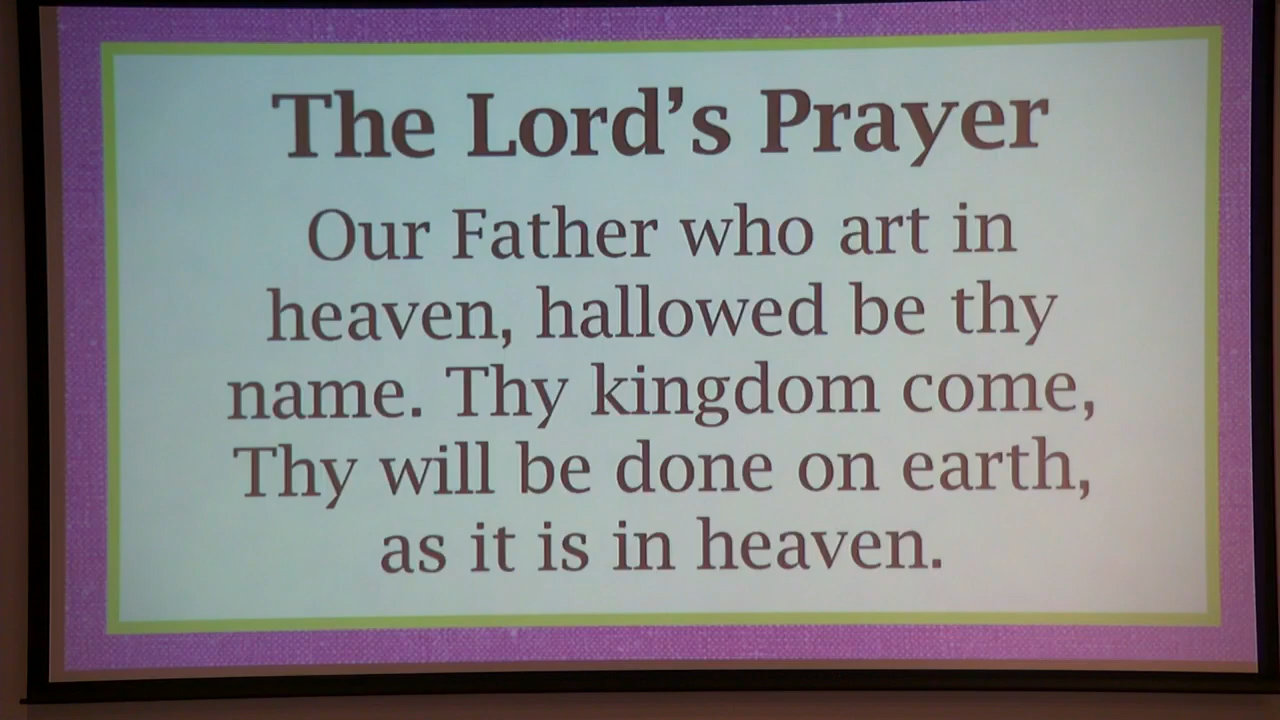 The Lord’s Prayer
Our Father who art in
heaven, hallowed be thy
name. Thy kingdom come,
Thy will be done on earth,
as it is in heaven.